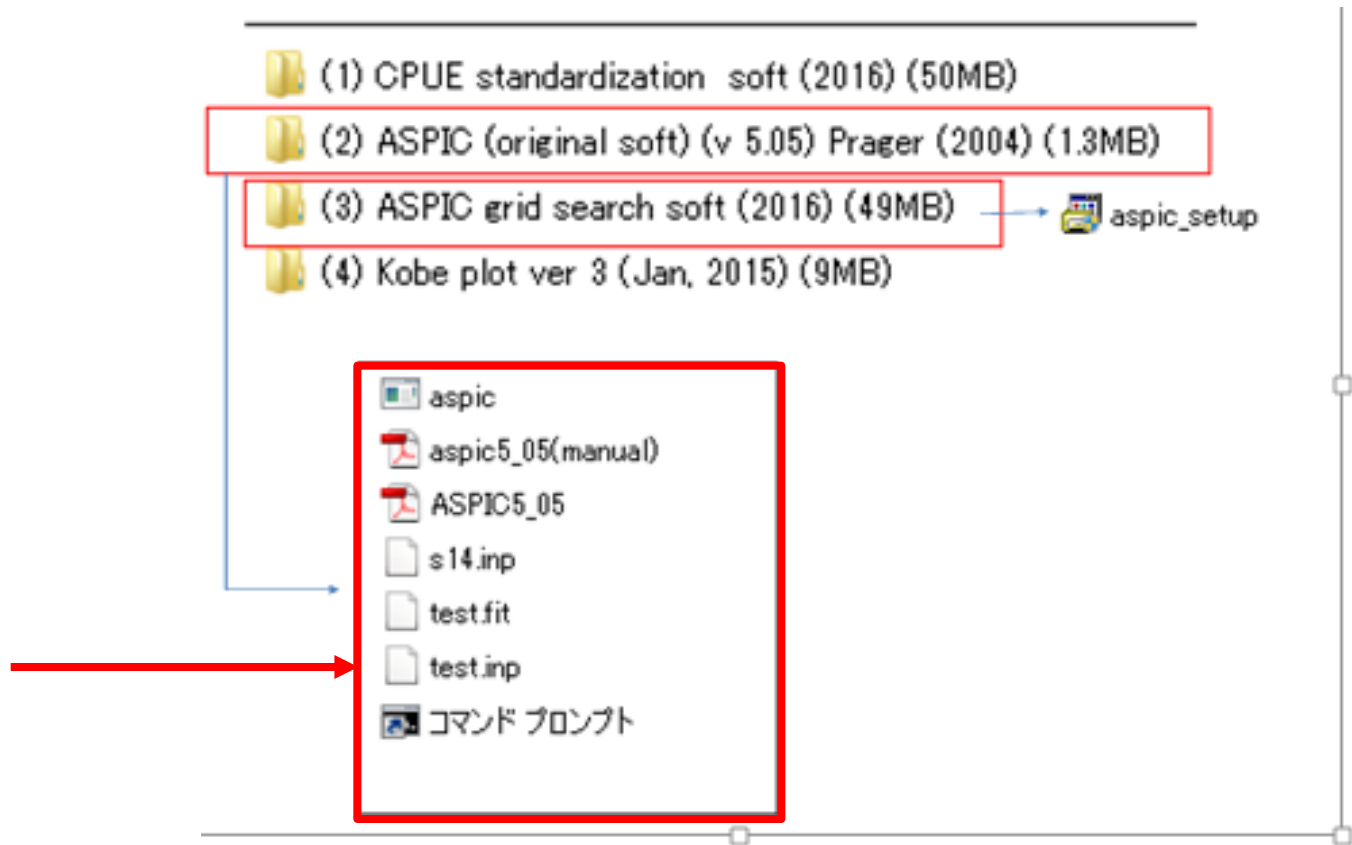 (1) CPUE standardization soft (2016) (50MB)
(2) ASPIC (original soft) (v 5.05) Prager (2004) (1.3MB)
(3) ASPIC grid search soft (2016) (49MB)
aspic_setup
(4) Kobe plot ver 3 (Jan, 2015) (9MB)
aspic
aspic5_05(manual)
ASPIC5_05
s14.inp
test.fit
test.inp
コマンド プロンプト